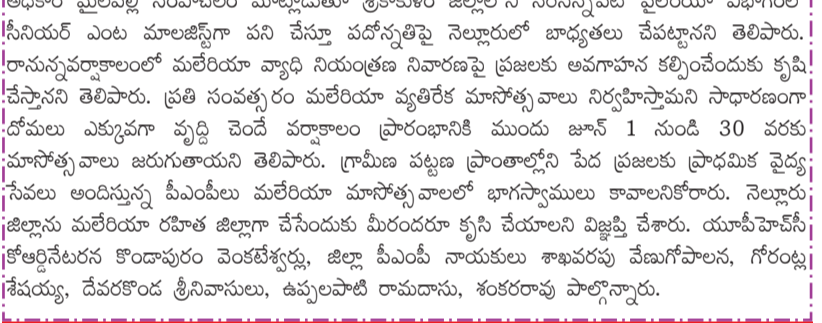 సీనియర్ ఎంట మాలజిస్ట్‌గా పని చేస్తూ పదోన్నతిపై నెల్లూరులో బాధ్యతలు చేపట్టానని తెలిపారు.
రానున్నవర్షాకాలంలో మలేరియా వ్యాధి నియంత్రణ నివారణపై ప్రజలకు అవగాహన కల్పించేందుకు కృషి
చేస్తానని తెలిపారు. ప్రతి సంవత్సరం మలేరియా వ్యతిరేక మాసోత్సవాలు నిర్వహిస్తామని సాధారణంగా
దోమలు ఎక్కువగా వృద్ది చెందే వర్షాకాలం ప్రారంభానికి ముందు జూన్ 1 నుండి 30 వరకు
మాసోత్సవాలు జరుగుతాయని తెలిపారు. గ్రామీణ పట్టణ ప్రాంతాల్లోని పేద ప్రజలకు ప్రాధమిక వైద్య
సేవలు అందిస్తున్న పీఎంపీలు మలేరియా మాసోత్సవాలలో భాగస్వాములు కావాలనికోరారు. నెల్లూరు
జిల్లాను మలేరియా రహిత జిల్లాగా చేసేందుకు మీరందరూ కృసి చేయాలని విజ్ఞప్తి చేశారు. యూపీహెచ్‌సీ
కోఆర్డినేటరన కొండాపురం వెంకటేశ్వర్లు, జిల్లా పీఎంపీ నాయకులు శాఖవరపు వేణుగోపాలన, గోరంట్ల
శేషయ్య, దేవరకొండ శ్రీనివాసులు, ఉప్పలపాటి రామదాసు, శంకరరావు పాల్గొన్నారు.